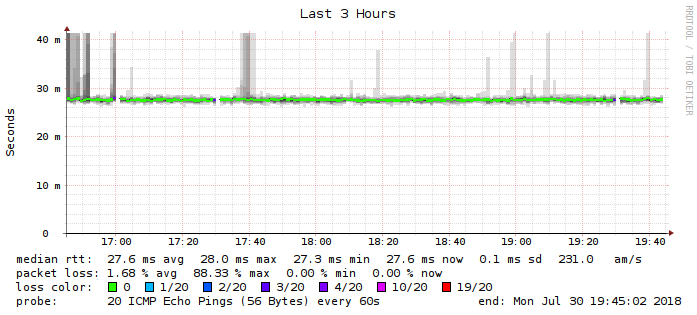 Last 3 Hours
RRDTOOL / TOBI OETIKER
Seconds
40 m
30 m
20 m
10 m
0
17:00 17:20 17:40 18:00 18:20 18:40 19:00 19:20 19:40
median rtt: 27.6 ms avg 28.0 ms max 27.3 ms min 27.6 ms now 0.1 ms sd 231.0 am/s
packet loss: 1.68 % avg 88.33 % max 0.00 % min 0.00 % now
loss color: 0 1/20 2/20 3/20 4/20 10/20 19/20
probe: 20 ICMP Echo Pings (56 Bytes) every 60s end: Mon Jul 30 19:45:02 2018